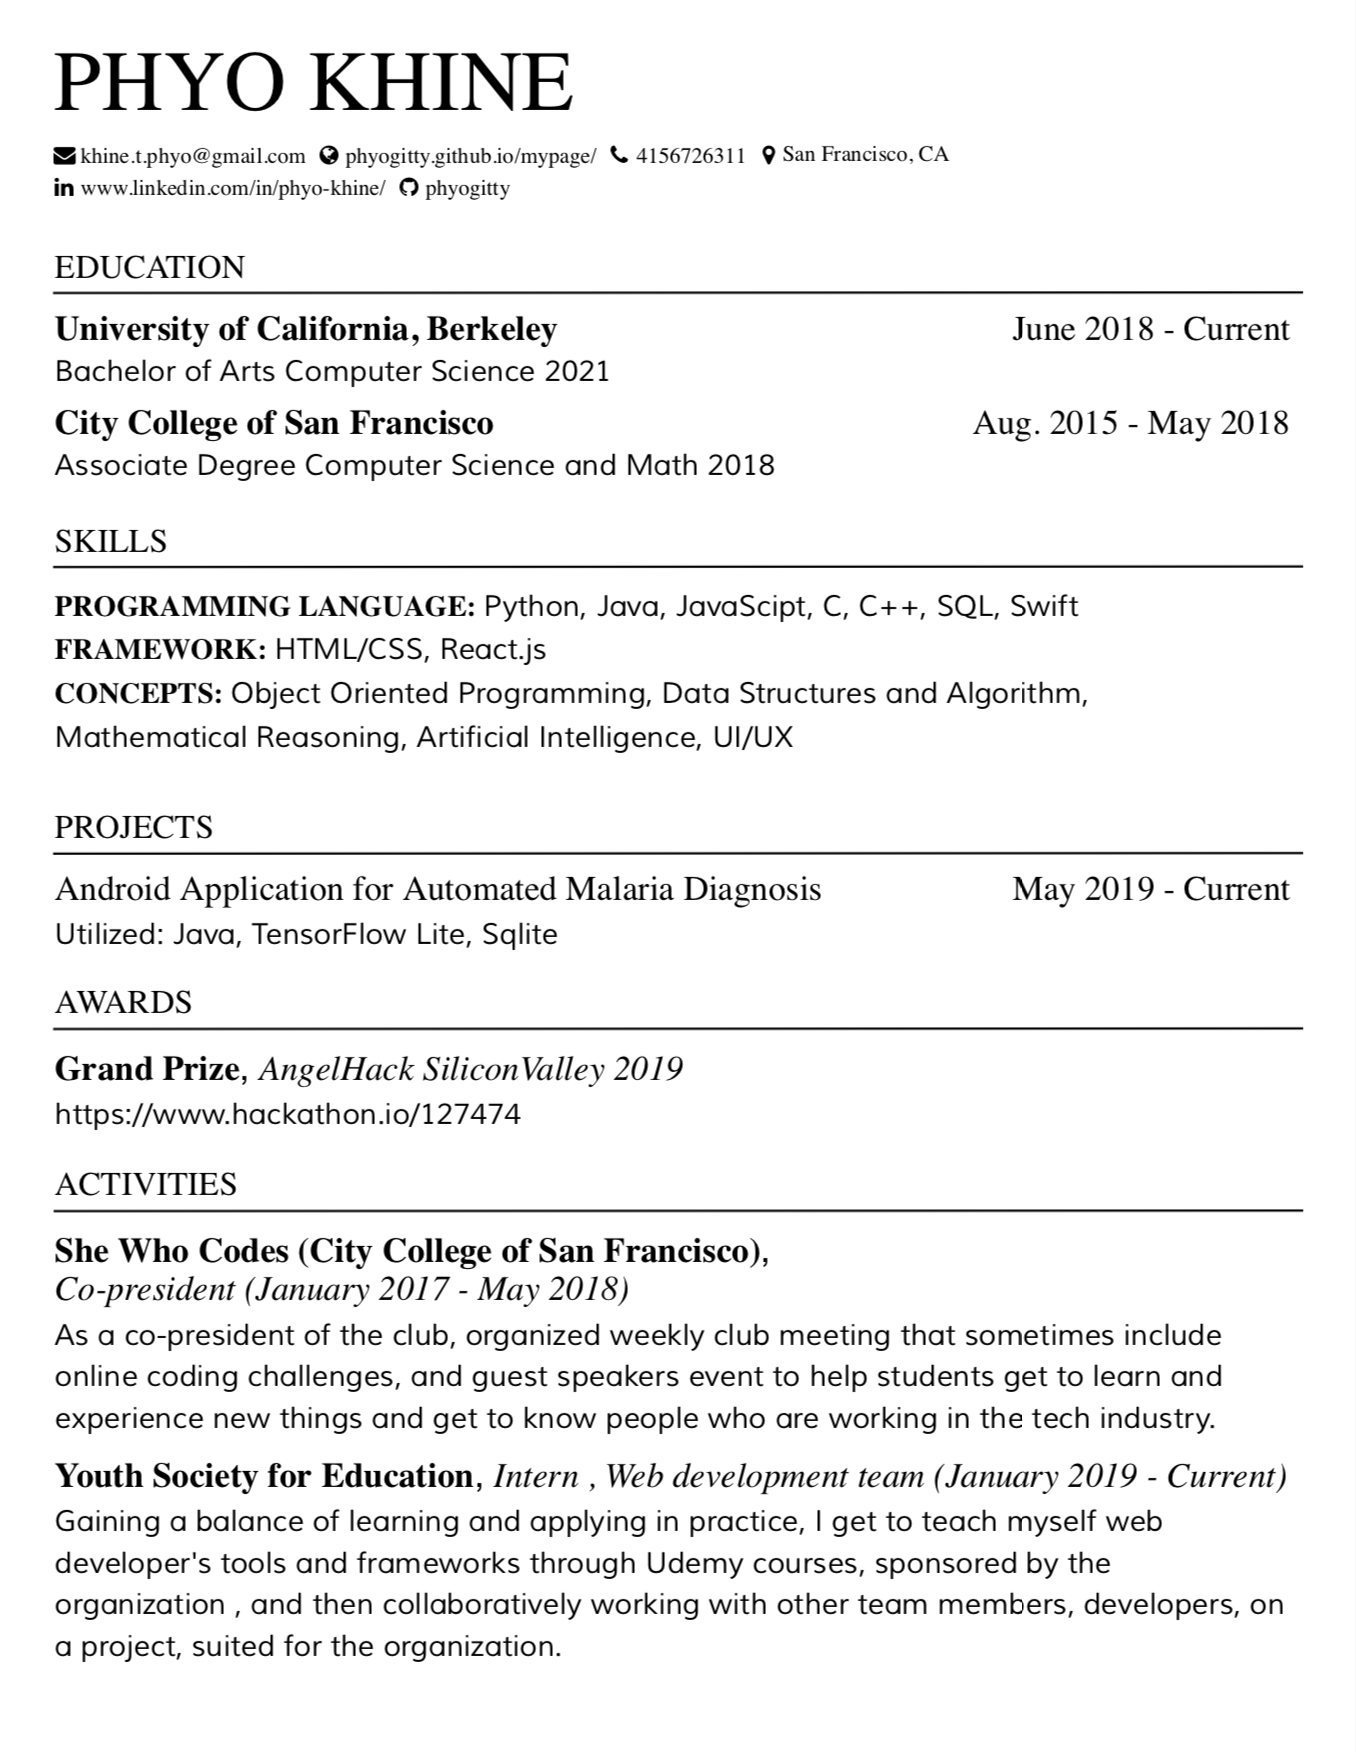 PHYO KHINE
khine.t.phyo@gmail.com phyogitty.github.io/mypage/ 4156726311 San Francisco, CA
www.linkedin.com/in/phyo-khine/ phyogitty
EDUCATION
University of California, Berkeley June 2018 - Current
Bachelor of Arts Computer Science 2021
City College of San Francisco Aug. 2015 - May 2018
Associate Degree Computer Science and Math 2018
SKILLS
PROGRAMMING LANGUAGE: Python, Java, JavaScipt, C, C++, SQL, Swift
FRAMEWORK: HTML/CSS, React.js
CONCEPTS: Object Oriented Programming, Data Structures and Algorithm,
Mathematical Reasoning, Artificial Intelligence, UI/UX
PROJECTS
Android Application for Automated Malaria Diagnosis May 2019 - Current
Utilized: Java, TensorFlow Lite, Sqlite
AWARDS
Grand Prize, AngelHack SiliconValley 2019
https://www.hackathon.io/127474
ACTIVITIES
She Who Codes (City College of San Francisco),
Co-president (January 2017 - May 2018)
As a co-president of the club, organized weekly club meeting that sometimes include
online coding challenges, and guest speakers event to help students get to learn and
experience new things and get to know people who are working in the tech industry.
Youth Society for Education, Intern , Web development team (January 2019 - Current)
Gaining a balance of learning and applying in practice, I get to teach myself web
developer's tools and frameworks through Udemy courses, sponsored by the
organization , and then collaboratively working with other team members, developers, on
a project, suited for the organization.